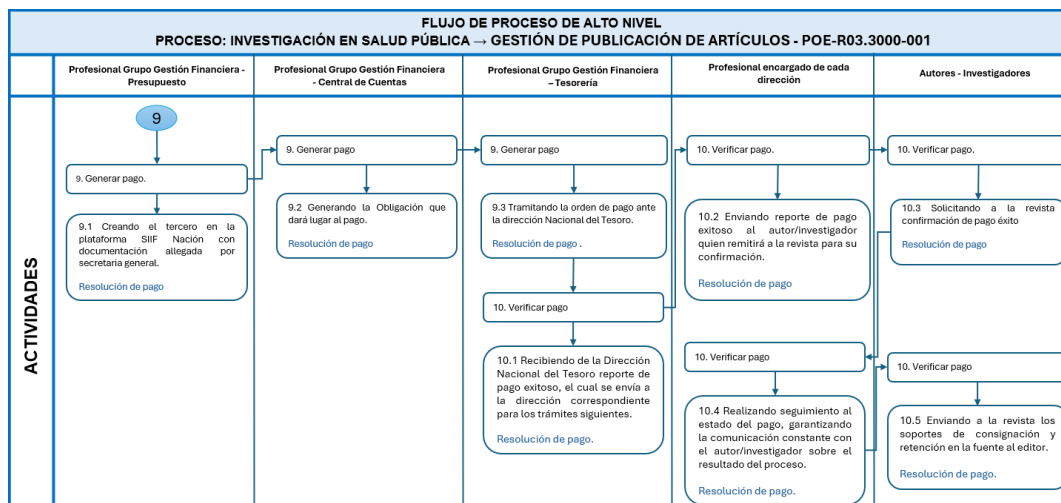 FLUJO DE PROCESO DE ALTO NIVEL
PROCESO: INVESTIGACIÓN EN SALUD PÚBLICA → GESTIÓN DE PUBLICACIÓN DE ARTÍCULOS - POE-R03.3000-001
Profesional Grupo Gestión Financiera -
Presupuesto
Profesional Grupo Gestión Financiera
- Central de Cuentas
Profesional Grupo Gestión Financiera
– Tesorería
Profesional encargado de cada
dirección
Autores - Investigadores
ACTIVIDADES
9
9. Generar pago.
9.1 Creando el tercero en la
plataforma SIIF Nación con
documentación allegada por
secretaria general.
Resolución de pago
9. Generar pago
9.2 Generando la Obligación que
dará lugar al pago.
Resolución de pago
9. Generar pago
9.3 Tramitando la orden de pago ante
la dirección Nacional del Tesoro.
Resolución de pago .
10. Verificar pago
10.1 Recibiendo de la Dirección
Nacional del Tesoro reporte de
pago exitoso, el cual se envía a
la dirección correspondiente
para los trámites siguientes.
Resolución de pago.
10. Verificar pago.
10.2 Enviando reporte de pago
exitoso al autor/investigador
quien remitirá a la revista para su
confirmación.
Resolución de pago
10. Verificar pago.
10.3 Solicitando a la revista
confirmación de pago éxito
Resolución de pago
10. Verificar pago
10.4 Realizando seguimiento al
estado del pago, garantizando
la comunicación constante con
el autor/investigador sobre el
resultado del proceso.
Resolución de pago.
10. Verificar pago
10.5 Enviando a la revista los
soportes de consignación y
retención en la fuente al editor.
Resolución de pago.